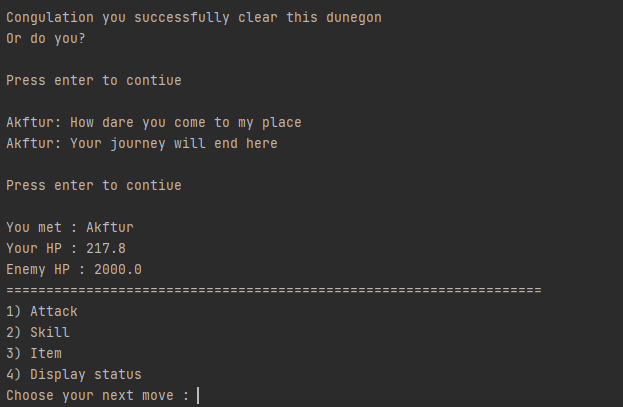 Congulation you successfully clear this dunegon
Or do you?
Press enter to contiue
Akftur: How dare you come to my place
Akftur: Your journey will end here
Press enter to contiue
You met : Akftur
Your HP : 217.8
Enemy HP : 2000.0
===================================================================
1) Attack
2) Skill
3) Item
4) Display status
Choose your next move :